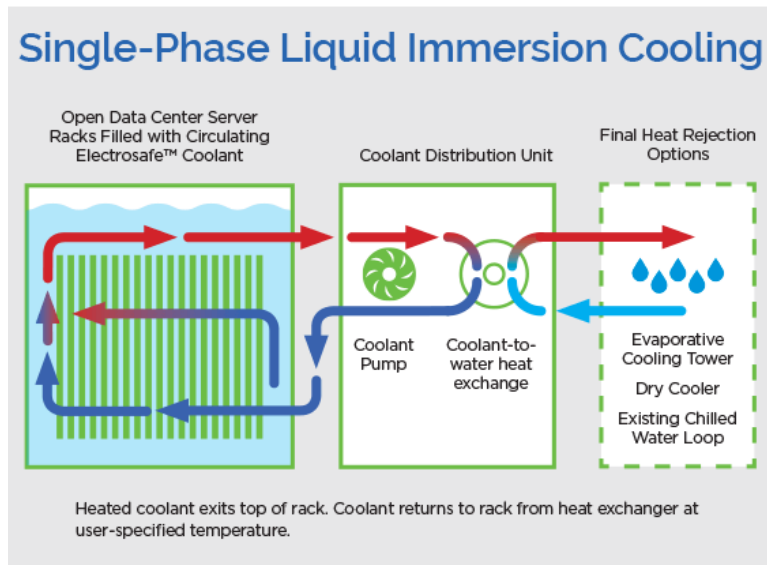 Single-Phase Liquid Immersion Cooling
Open Data Center Server
Racks Filled with Circulating
Electrosafe™ Coolant
Coolant Distribution Unit
Final Heat Rejection
Options
Coolant
Pump
Coolant-to-
water heat
exchange
Evaporative
Cooling Tower
Dry Cooler
Existing Chilled
Water Loop
Heated coolant exits top of rack. Coolant returns to rack from heat exchanger at
user-specified temperature.